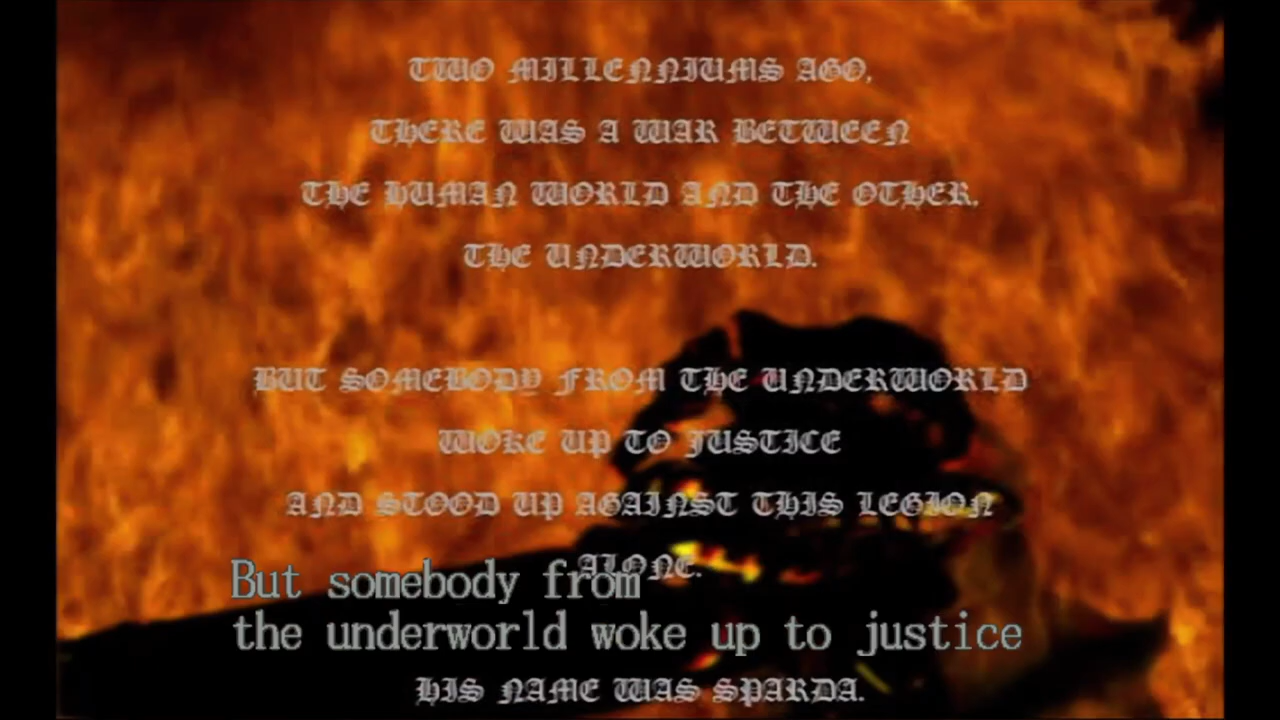 TWO MILLENNIUMS AGO,
THERE WAS A WAR BETWEEN
THE HUMAN WORLD AND THE OTHER,
THE UNDERWORLD.
BUT SOMEBODY FROM THE UNDERWORLD
WOKE UP TO JUSTICE
AND STOOD UP AGAINST THIS LEGION
ALONE.
But somebody from
the underworld woke up to justice
HIS NAME WAS SPARDA.